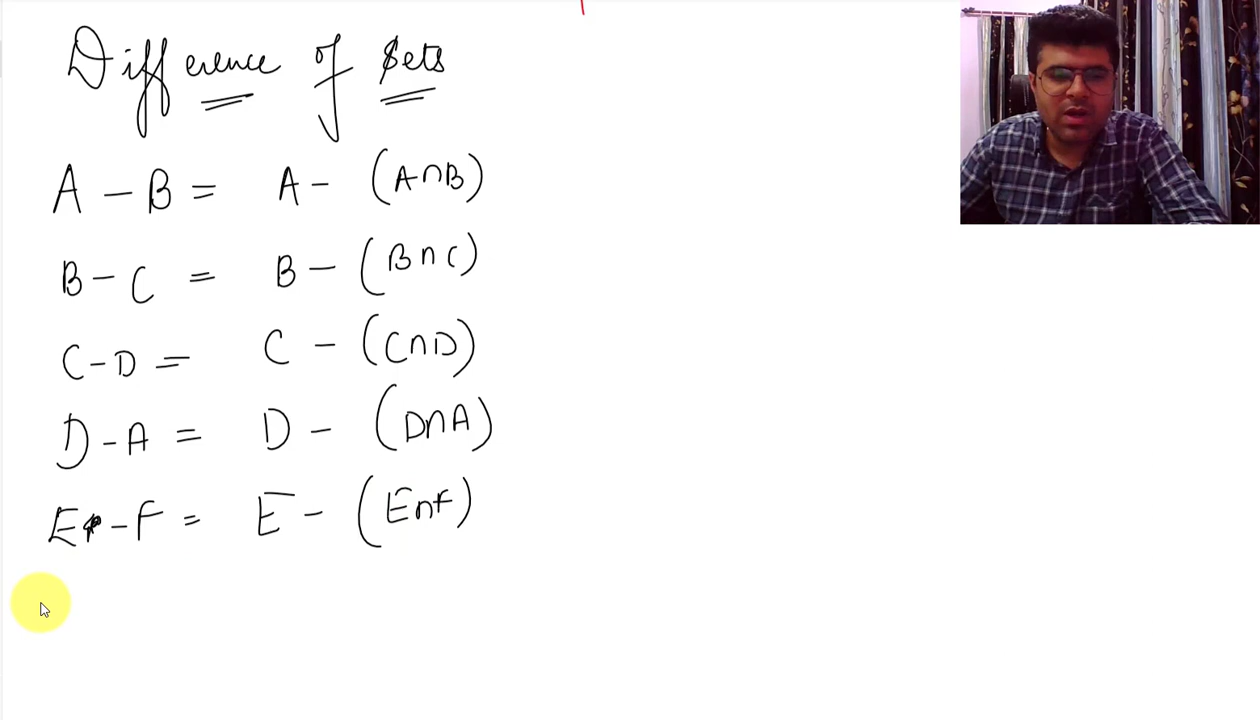 Difference of Sets
A - B = A - (A∩B)
B - C = B - (B∩C)
C - D = C - (C∩D)
D - A = D - (D∩A)
E - F = E - (E∩F)